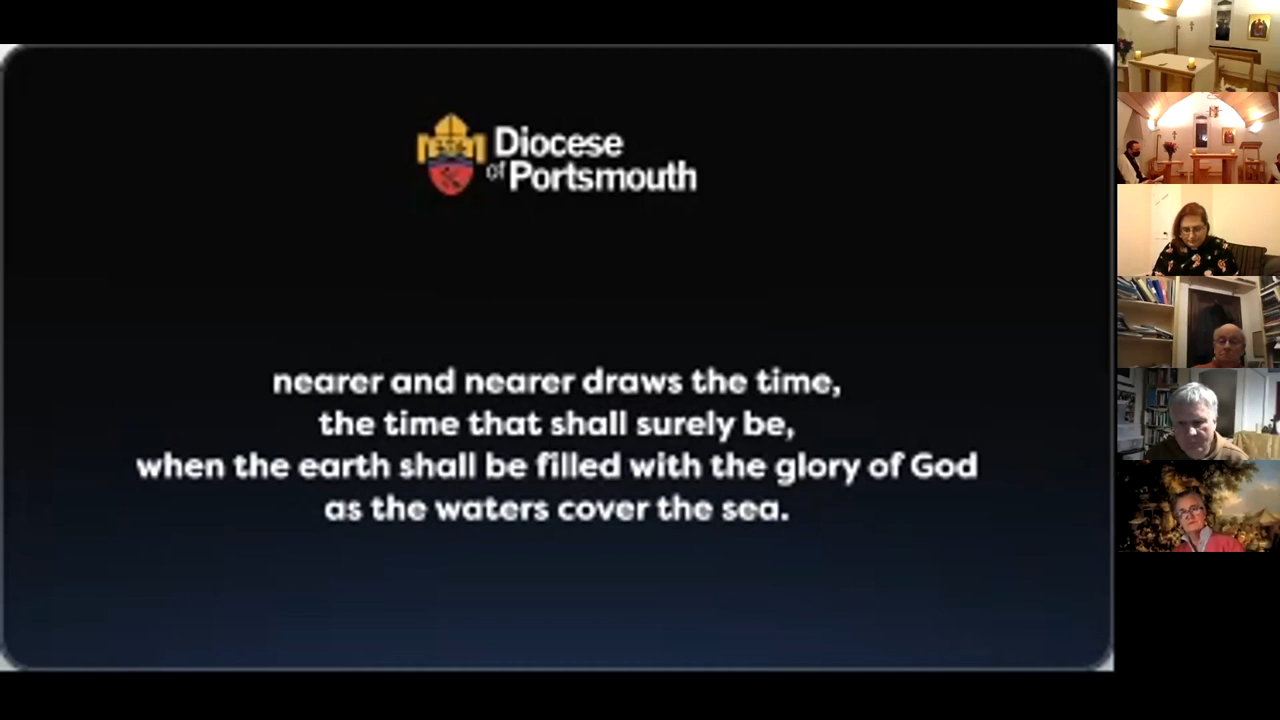 Diocese
of Portsmouth
nearer and nearer draws the time,
the time that shall surely be,
when the earth shall be filled with the glory of God
as the waters cover the sea.